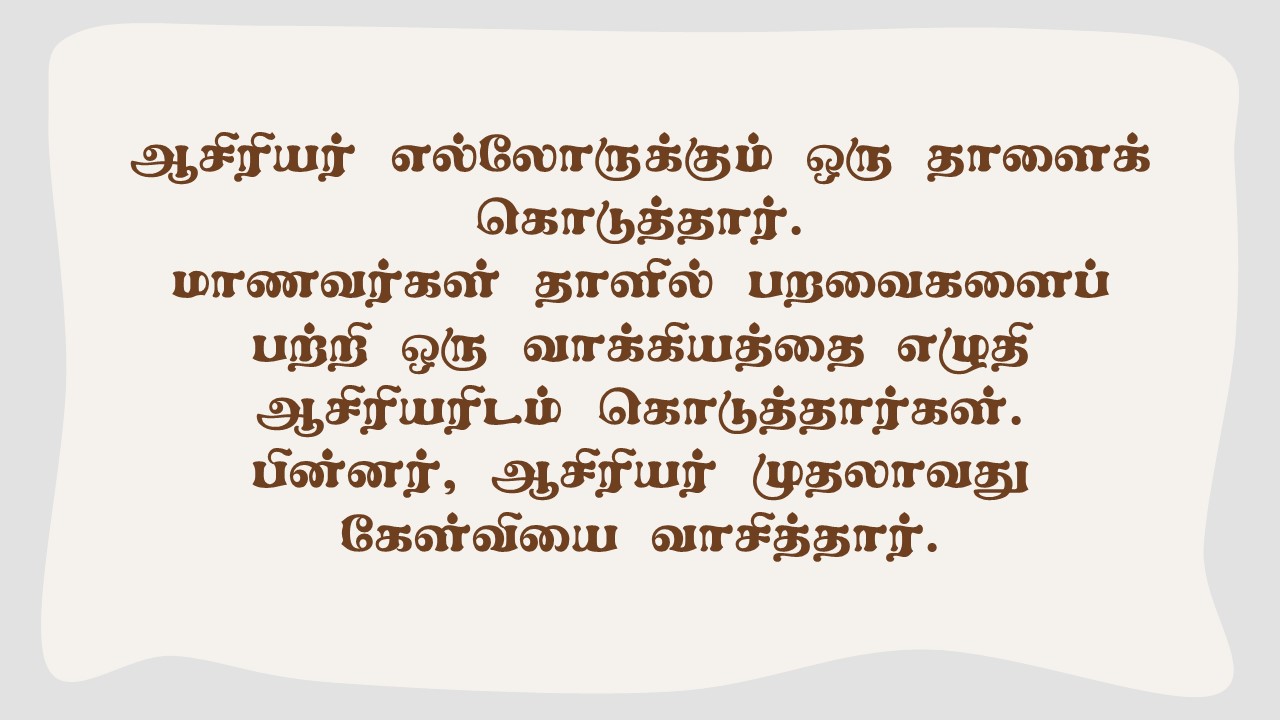 ஆசிரியர் எல்லோருக்கும் ஒரு தாளைக்
கொடுத்தார்.
மாணவர்கள் தாளில் பறவைகளைப்
பற்றி ஒரு வாக்கியத்தை எழுதி
ஆசிரியரிடம் கொடுத்தார்கள்.
பின்னர், ஆசிரியர் முதலாவது
கேள்வியை வாசித்தார்.